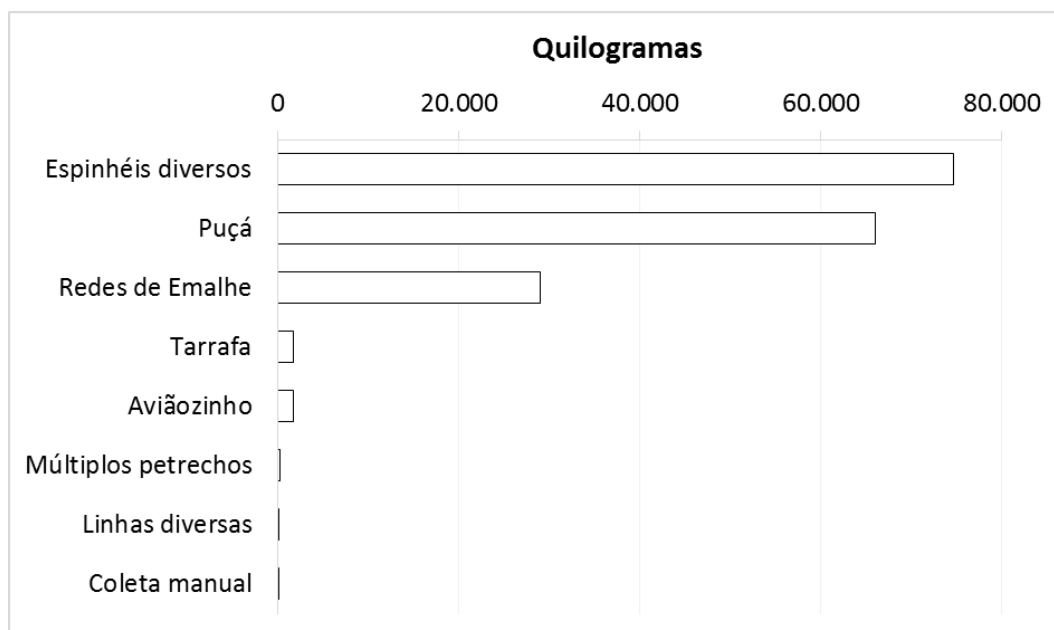 Quilogramas
0 20.000 40.000 60.000 80.000
Espinhéis diversos
Puçá
Redes de Emalhe
Tarrafa
Aviãozinho
Múltiplos petrechos
Linhas diversas
Coleta manual